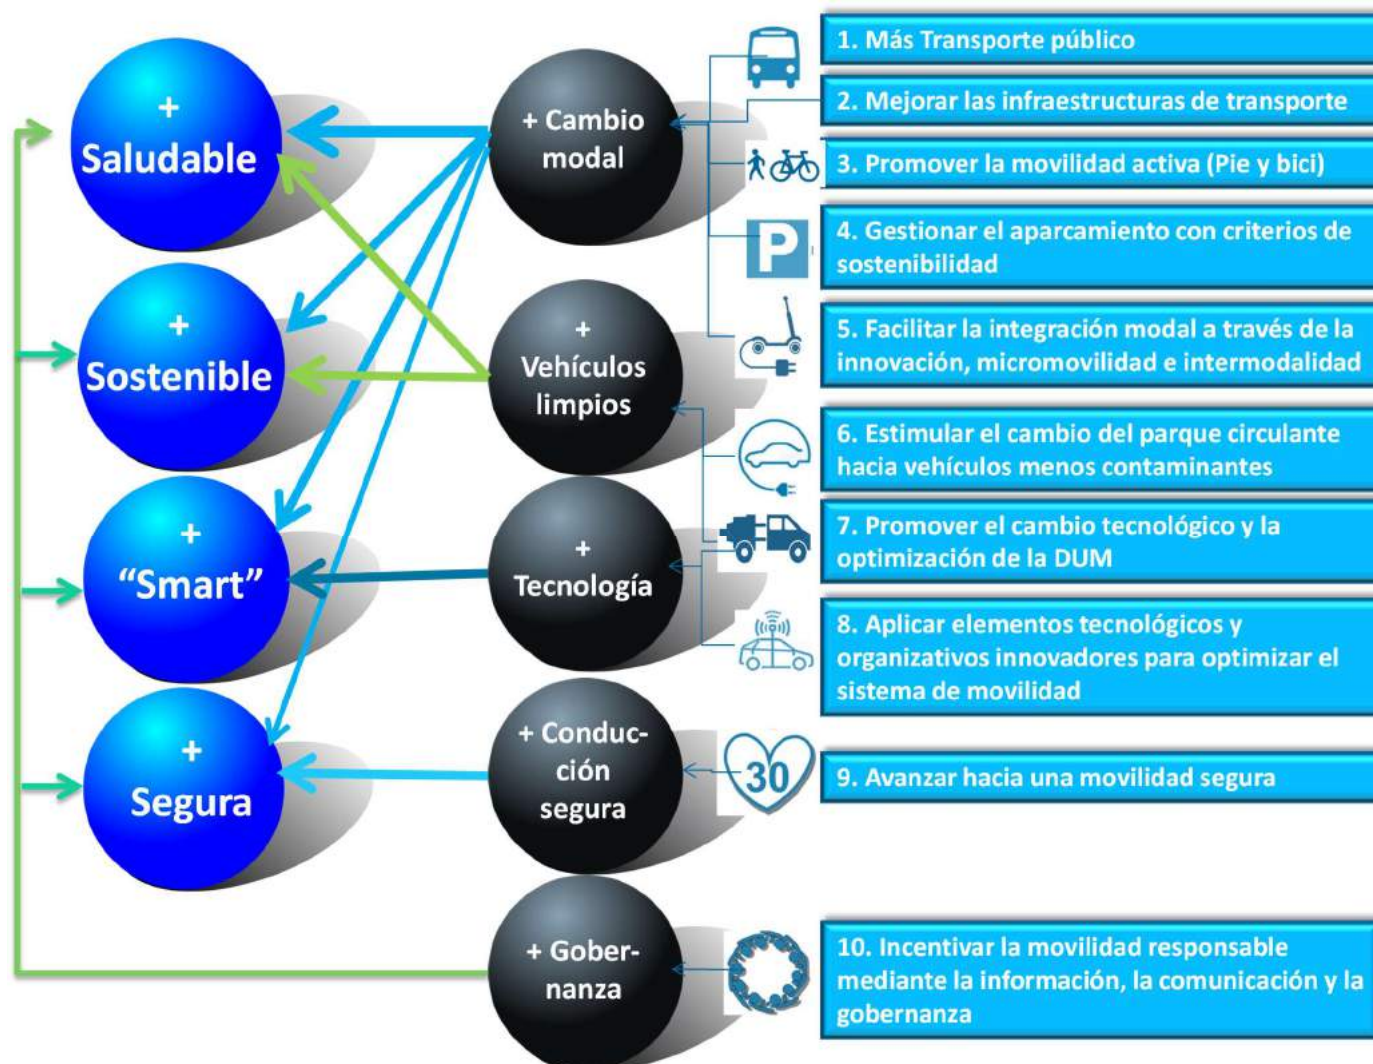 +
Saludable
+
Sostenible
+
“Smart”
+
Segura
+ Cambio
modal
+
Vehículos
limpios
+
Tecnología
+ Conduc-
ción
segura
+ Gober-
nanza
P
30
1. Más Transporte público
2. Mejorar las infraestructuras de transporte
3. Promover la movilidad activa (Pie y bici)
4. Gestionar el aparcamiento con criterios de
sostenibilidad
5. Facilitar la integración modal a través de la
innovación, micromovilidad e intermodalidad
6. Estimular el cambio del parque circulante
hacia vehículos menos contaminantes
7. Promover el cambio tecnológico y la
optimización de la DUM
8. Aplicar elementos tecnológicos y
organizativos innovadores para optimizar el
sistema de movilidad
9. Avanzar hacia una movilidad segura
10. Incentivar la movilidad responsable
mediante la información, la comunicación y la
gobernanza